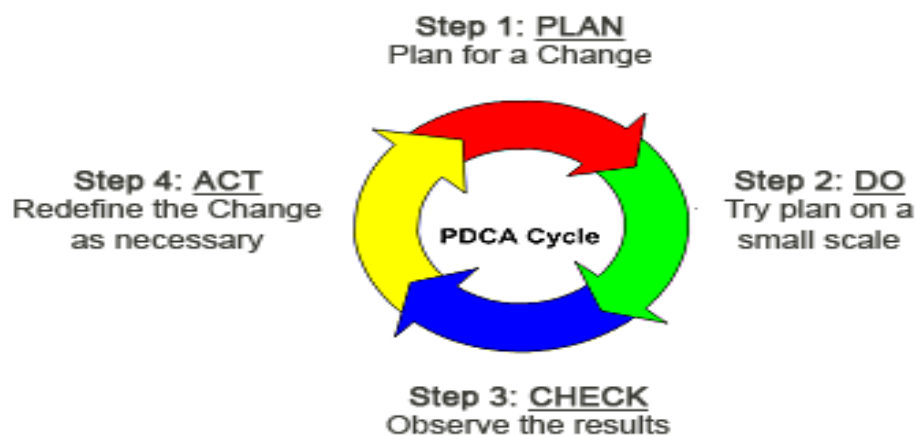 Step 1: PLAN
Plan for a Change
Step 2: DO
Try plan on a
small scale
Step 3: CHECK
Observe the results
Step 4: ACT
Redefine the Change
as necessary
PDCA Cycle